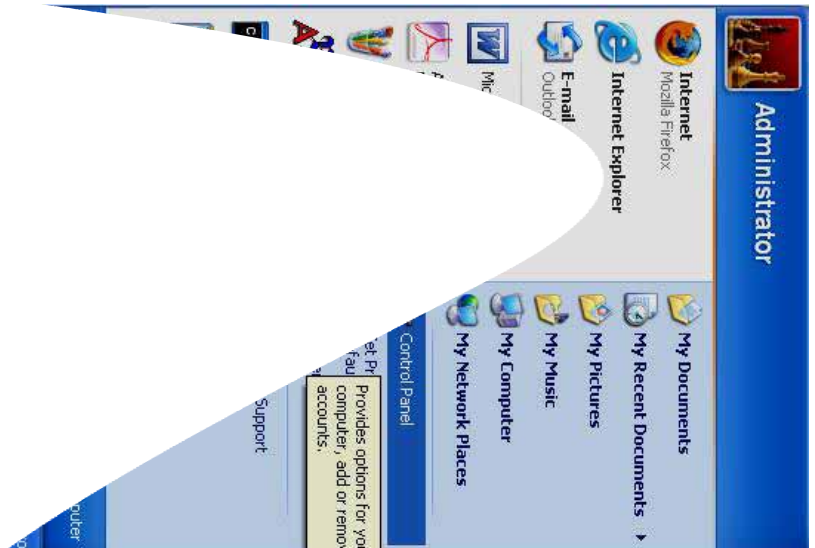 Administrator
Internet
Mozilla Firefox
Internet Explorer
E-mail
My Documents
My Recent Documents
My Pictures
My Music
My Computer
My Network Places
Control Panel
Provides options for you
computer, add or remov
accounts.
Support